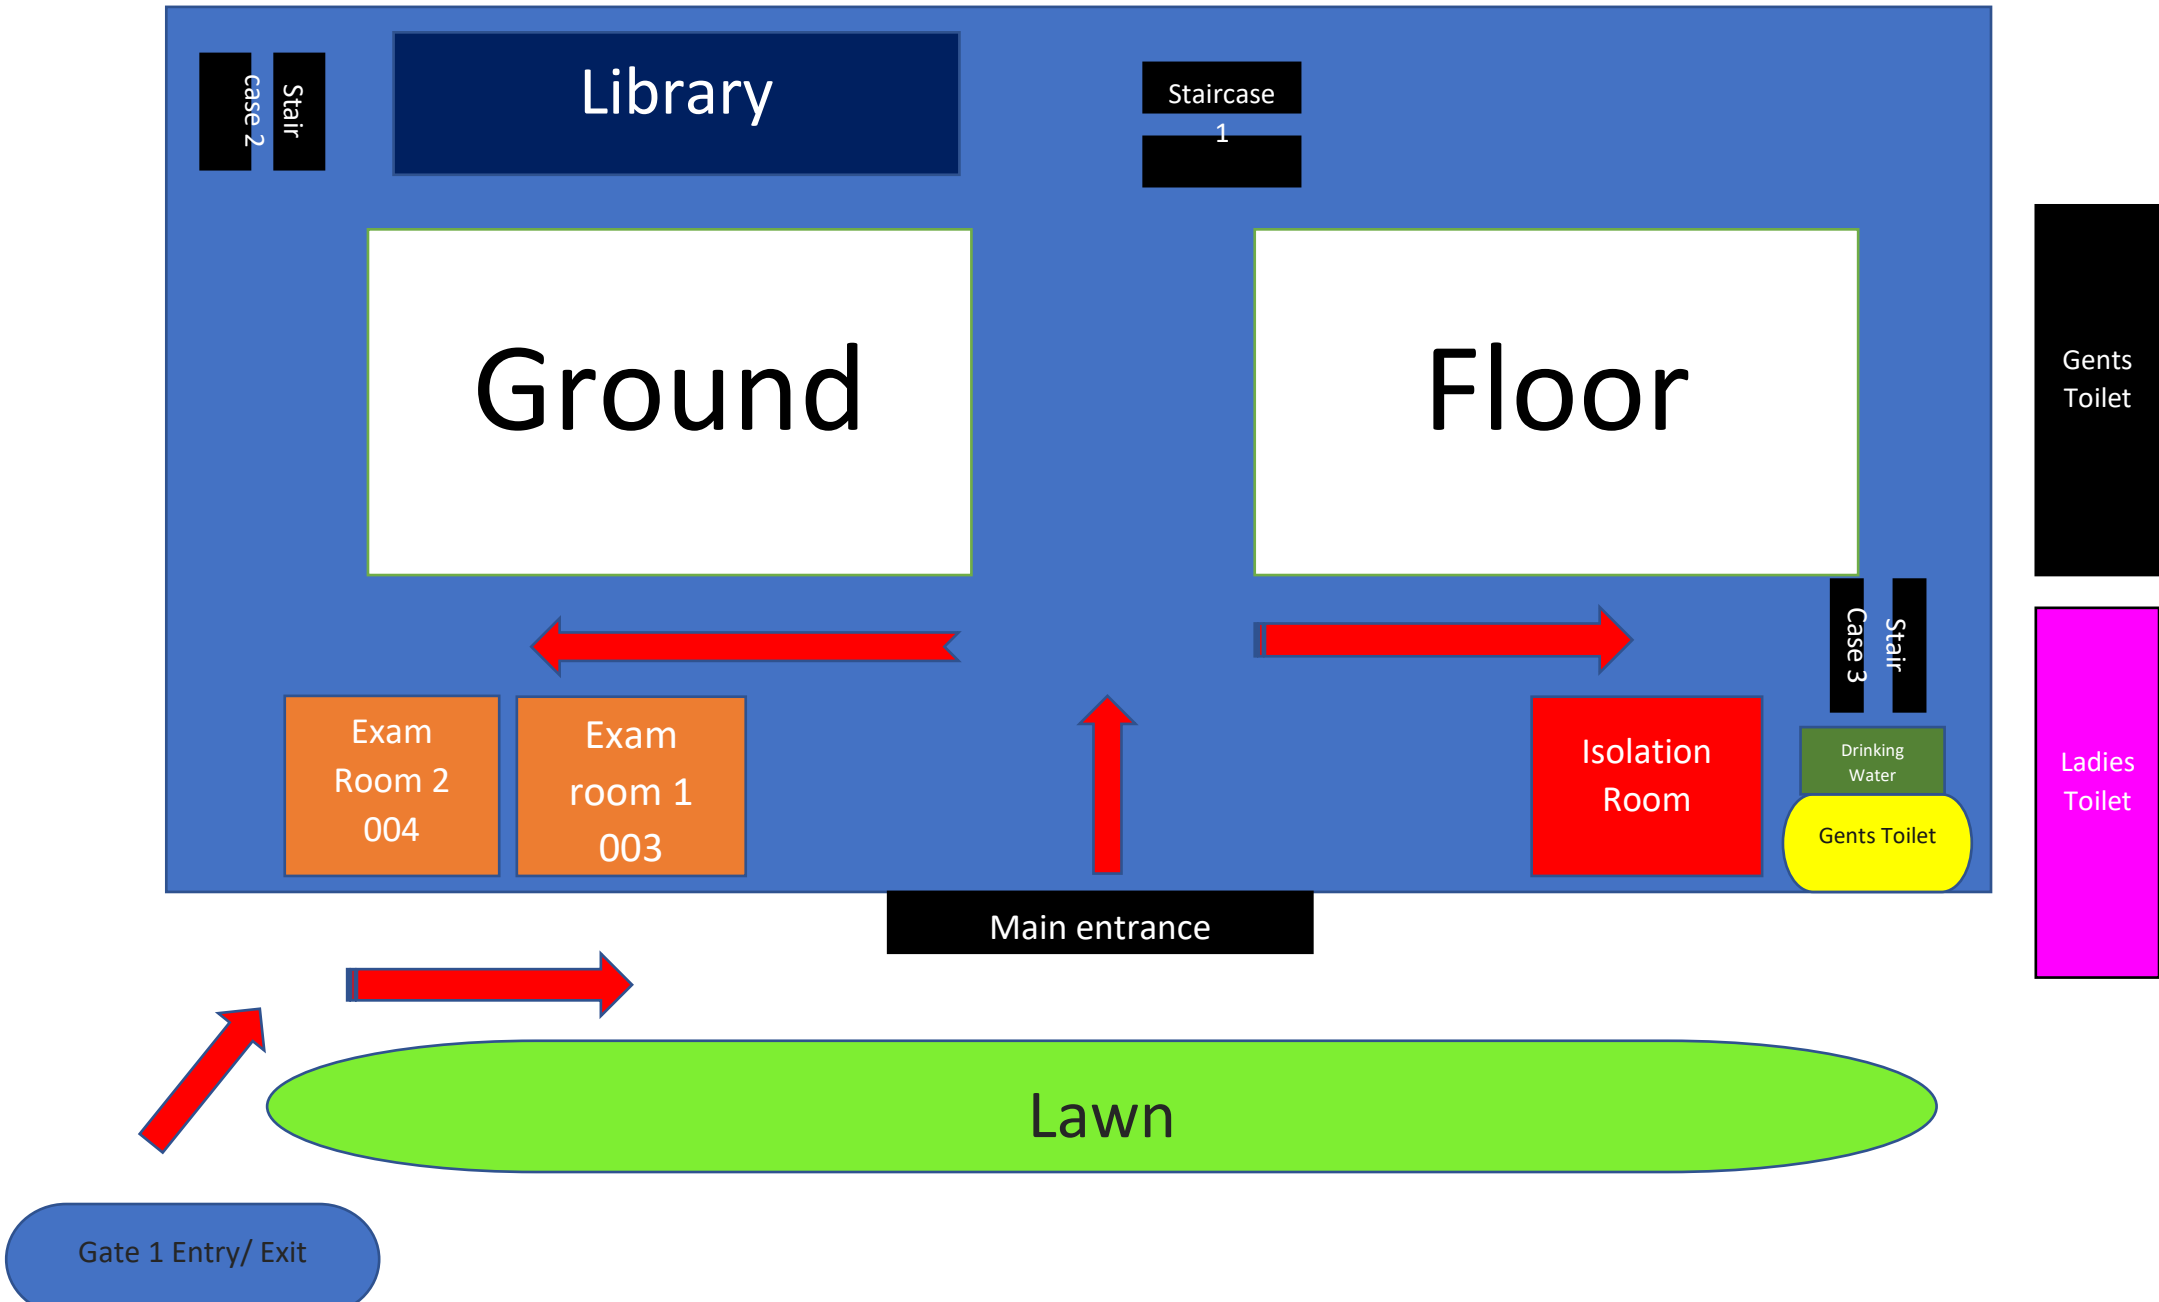 Stair
case 2
Library
Staircase
1
Ground
Floor
Gents
Toilet
Stair
Case 3
Exam
Room 2
004
Exam
room 1
003
Isolation
Room
Drinking
Water
Gents Toilet
Ladies
Toilet
Main entrance
Lawn
Gate 1 Entry/ Exit